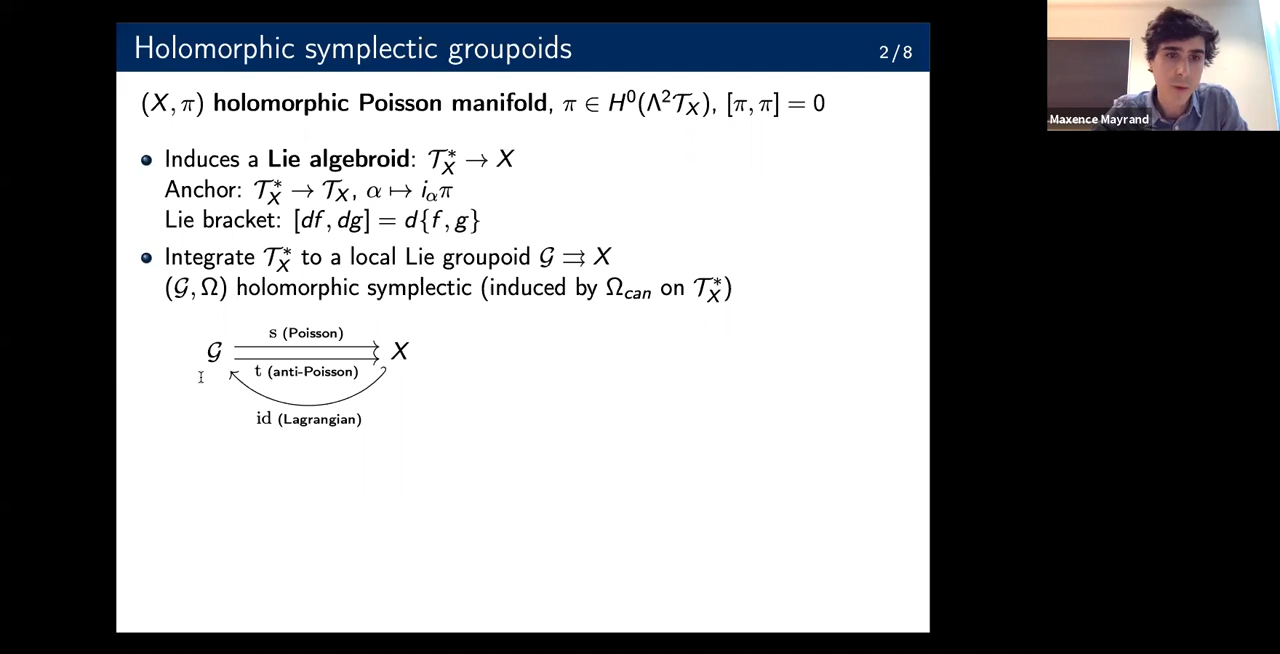 Holomorphic symplectic groupoids 2/8
(X, π) holomorphic Poisson manifold, π ∈ H⁰(Λ²𝒯_X), [π, π] = 0
Induces a Lie algebroid: 𝒯*_X → X
Anchor: 𝒯*_X → 𝒯_X, α ↦ i_απ
Lie bracket: [df, dg] = d{f, g}
Integrate 𝒯*_X to a local Lie groupoid 𝒢 ⇉ X
(𝒢, Ω) holomorphic symplectic (induced by Ω_can on 𝒯*_X)
s (Poisson)
𝒢 X
t (anti-Poisson)
id (Lagrangian)
Maxence Mayrand